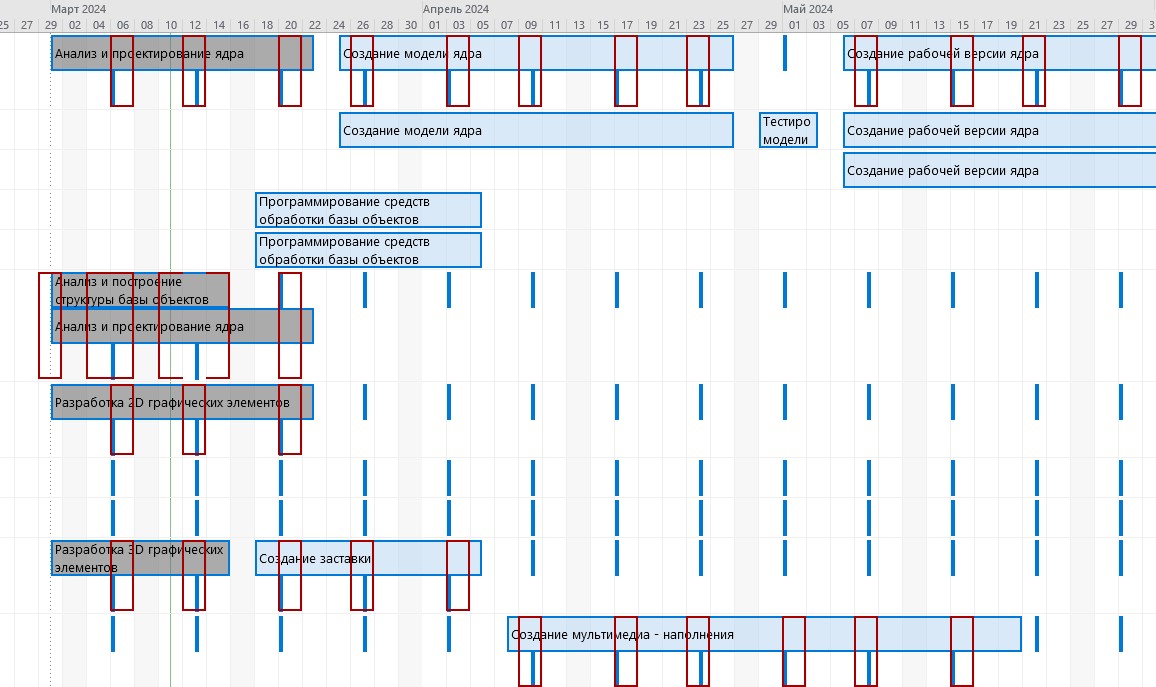 Март 2024 Апрель 2024 Май 2024
25 27 29 02 04 06 08 10 12 14 16 18 20 22 24 26 28 30 01 03 05 07 09 11 13 15 17 19 21 23 25 27 29 01 03 05 07 09 11 13 15 17 19 21 23 25 27 29 3
Анализ и проектирование ядра Создание модели ядра Создание рабочей версии ядра
Создание модели ядра Тестиро Создание рабочей версии ядра
модели
Создание рабочей версии ядра
Программирование средств
обработки базы объектов
Программирование средств
обработки базы объектов
Анализ и построение
структуры базы объектов
Анализ и проектирование ядра
Разработка 2D графических элементов
Разработка 3D графических Создание заставки
элементов
Создание мультимедиа - наполнения